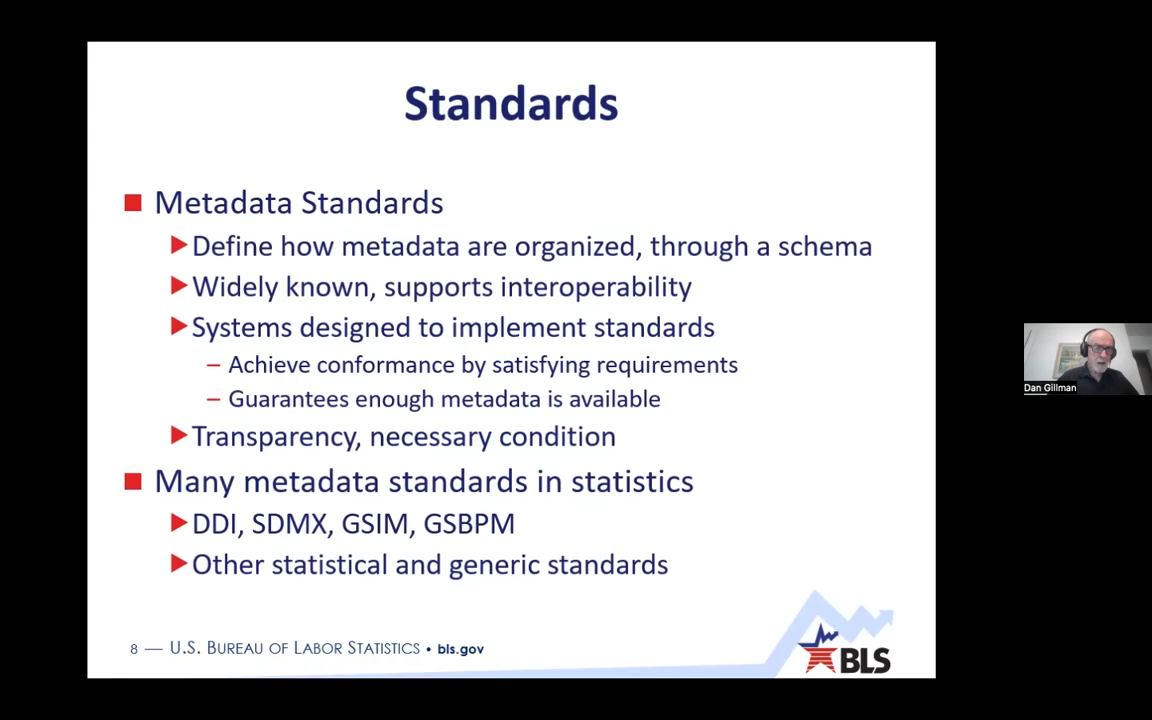 Standards
Metadata Standards
Define how metadata are organized, through a schema
Widely known, supports interoperability
Systems designed to implement standards
– Achieve conformance by satisfying requirements
– Guarantees enough metadata is available
Transparency, necessary condition
Many metadata standards in statistics
DDI, SDMX, GSIM, GSBPM
Other statistical and generic standards
8 — U.S. BUREAU OF LABOR STATISTICS • bls.gov
BLS
Dan Gillman